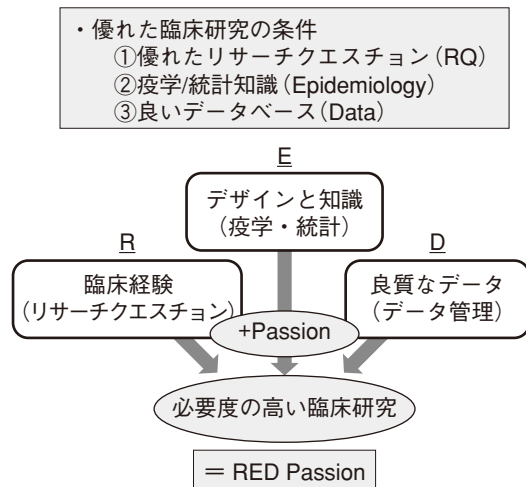 ・優れた臨床研究の条件
①優れたリサーチクエスチョン(RQ)
②疫学/統計知識(Epidemiology)
③良いデータベース(Data)
E
デザインと知識
(疫学・統計)
R
臨床経験
(リサーチクエスチョン)
D
良質なデータ
(データ管理)
+Passion
必要度の高い臨床研究
＝ RED Passion